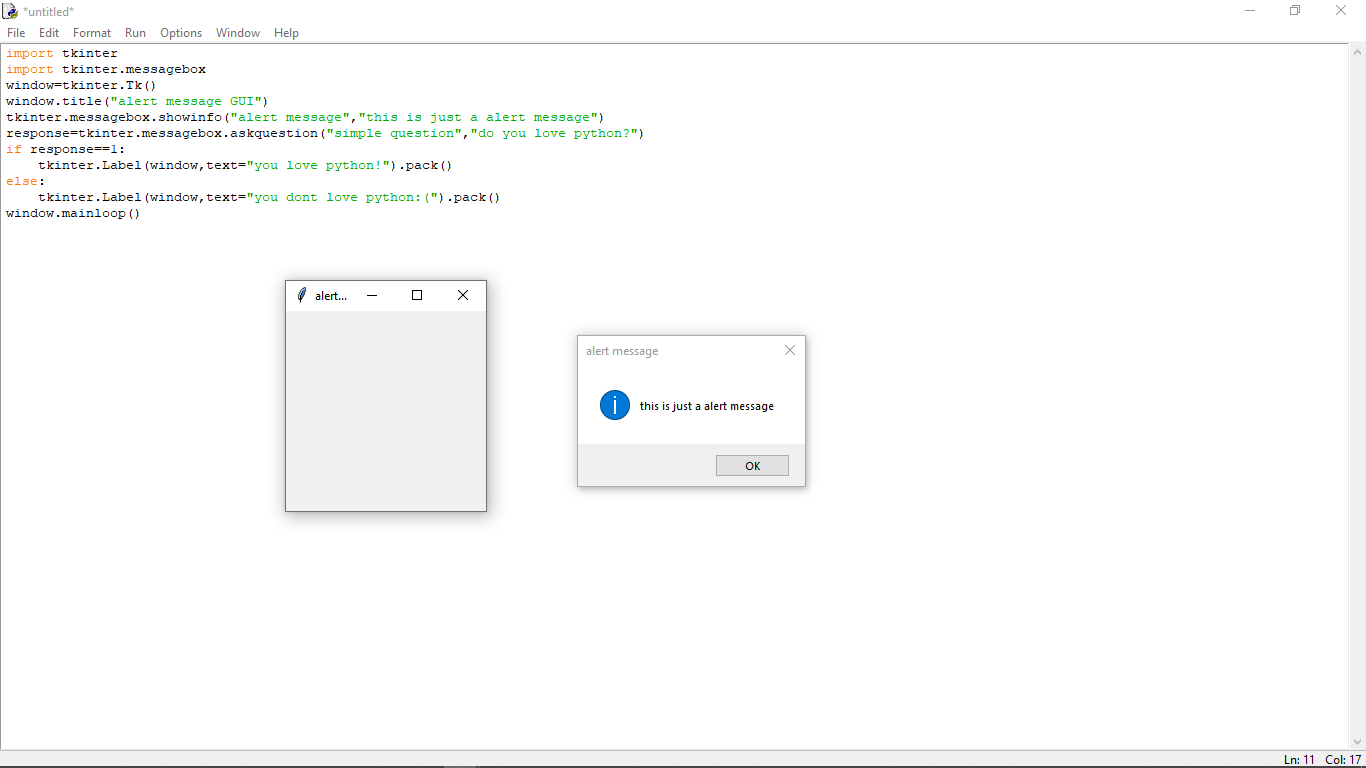 *untitled*
File Edit Format Run Options Window Help
import tkinter
import tkinter.messagebox
window=tkinter.Tk()
window.title("alert message GUI")
tkinter.messagebox.showinfo("alert message","this is just a alert message")
response=tkinter.messagebox.askquestion("simple question","do you love python?")
if response==1:
    tkinter.Label(window,text="you love python!").pack()
else:
    tkinter.Label(window,text="you dont love python:(").pack()
window.mainloop()
alert...
alert message
i
this is just a alert message
OK
Ln: 11 Col: 17